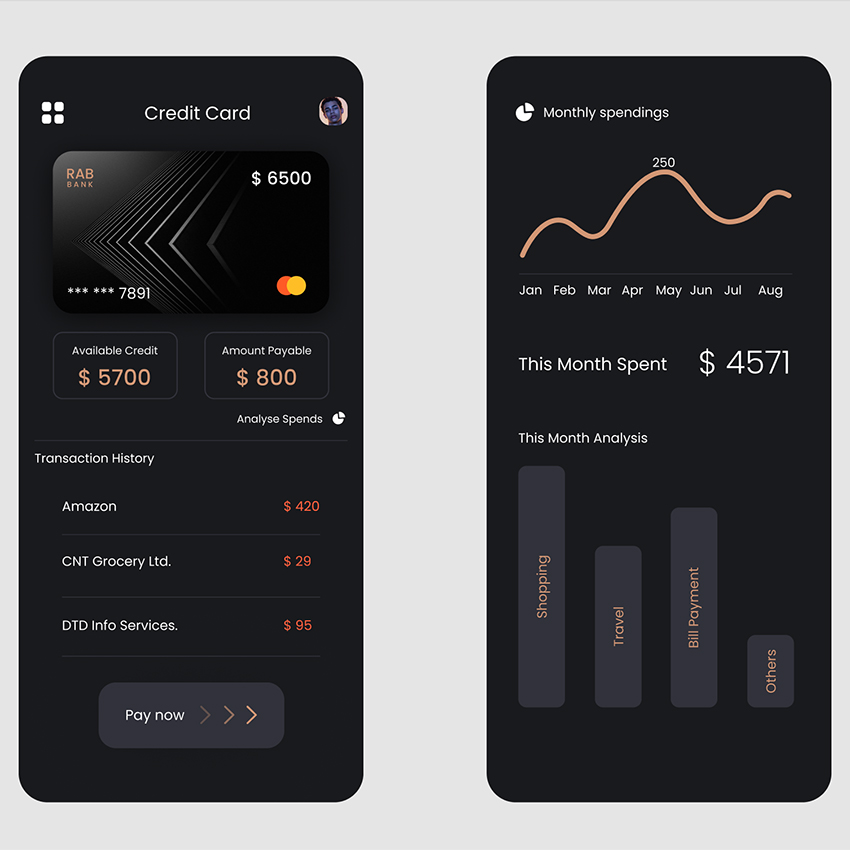 Credit Card
RAB
BANK
$ 6500
*** *** 7891
Available Credit
$ 5700
Amount Payable
$ 800
Analyse Spends
Transaction History
Amazon $ 420
CNT Grocery Ltd. $ 29
DTD Info Services. $ 95
Pay now
Monthly spendings
250
Jan Feb Mar Apr May Jun Jul Aug
This Month Spent $ 4571
This Month Analysis
Shopping
Travel
Bill Payment
Others